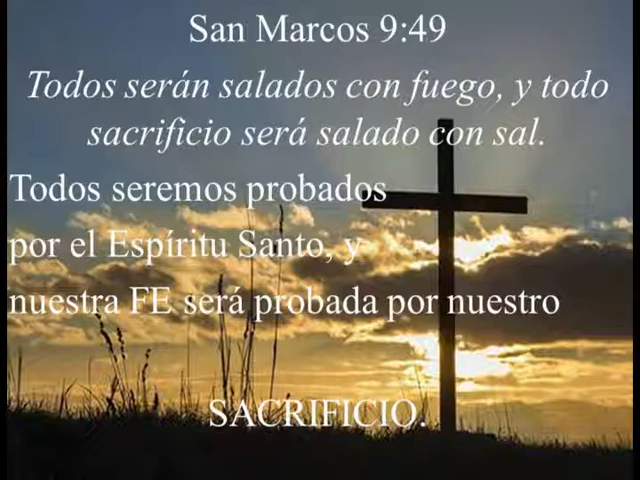 San Marcos 9:49
Todos serán salados con fuego, y todo
sacrificio será salado con sal.
Todos seremos probados
por el Espíritu Santo, y
nuestra FE será probada por nuestro
SACRIFICIO.